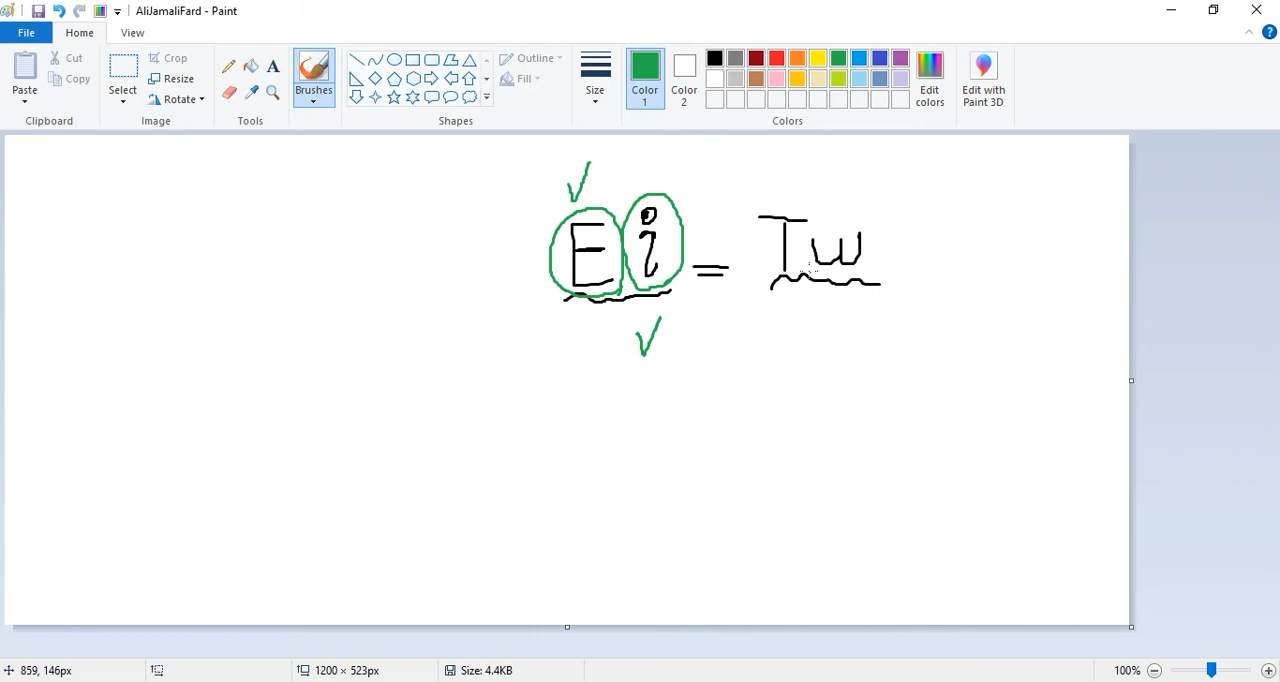 AliJamaliFard - Paint
File Home View
Paste Cut Copy Select Crop Resize Rotate Brushes Outline Fill Size Color 1 Color 2 Edit colors Edit with Paint 3D
Clipboard Image Tools Shapes Colors
E i = Tw
859, 146px 1200 × 523px Size: 4.4KB 100%